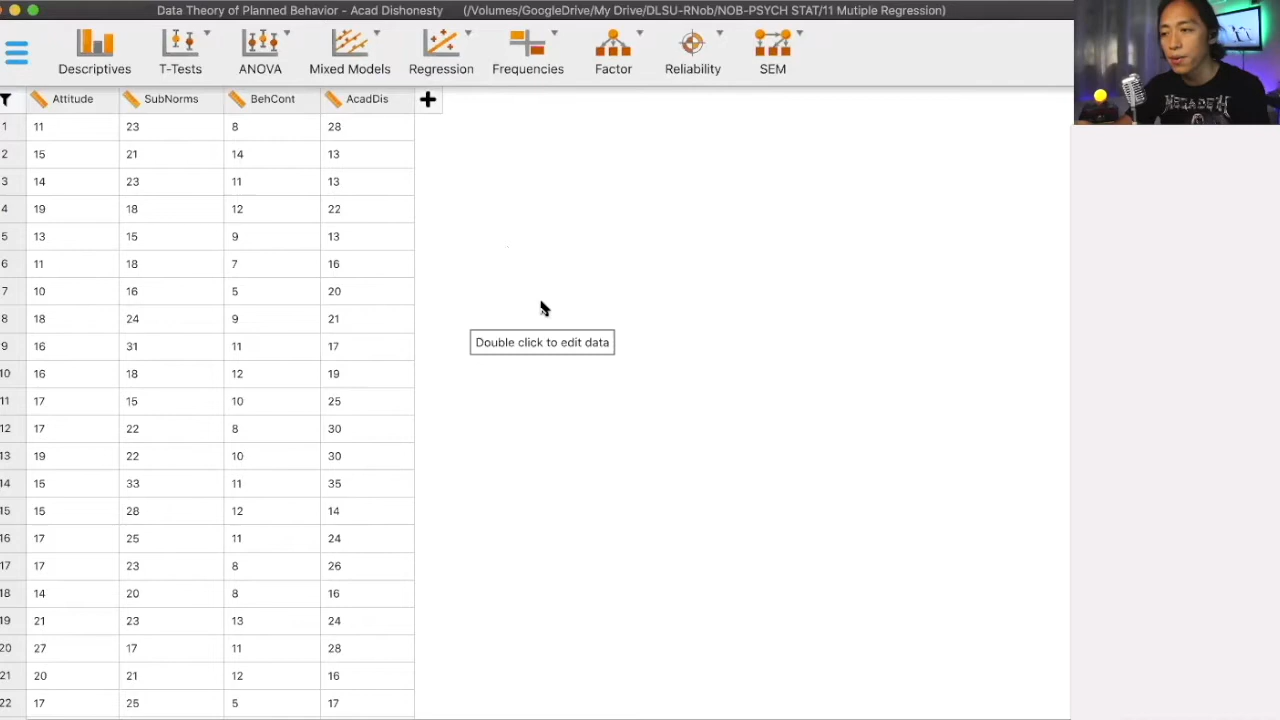 Data Theory of Planned Behavior - Acad Dishonesty (/Volumes/GoogleDrive/My Drive/DLSU-RNob/NOB-PSYCH STAT/11 Mutiple Regression)
Descriptives T-Tests ANOVA Mixed Models Regression Frequencies Factor Reliability SEM
Attitude SubNorms BehCont AcadDis
1 11 23 8 28
2 15 21 14 13
3 14 23 11 13
4 19 18 12 22
5 13 15 9 13
6 11 18 7 16
7 10 16 5 20
8 18 24 9 21
9 16 31 11 17
10 16 18 12 19
11 17 15 10 25
12 17 22 8 30
13 19 22 10 30
14 15 33 11 35
15 15 28 12 14
16 17 25 11 24
17 17 23 8 26
18 14 20 8 16
19 21 23 13 24
20 27 17 11 28
21 20 21 12 16
22 17 25 5 17
Double click to edit data
MEGADETH